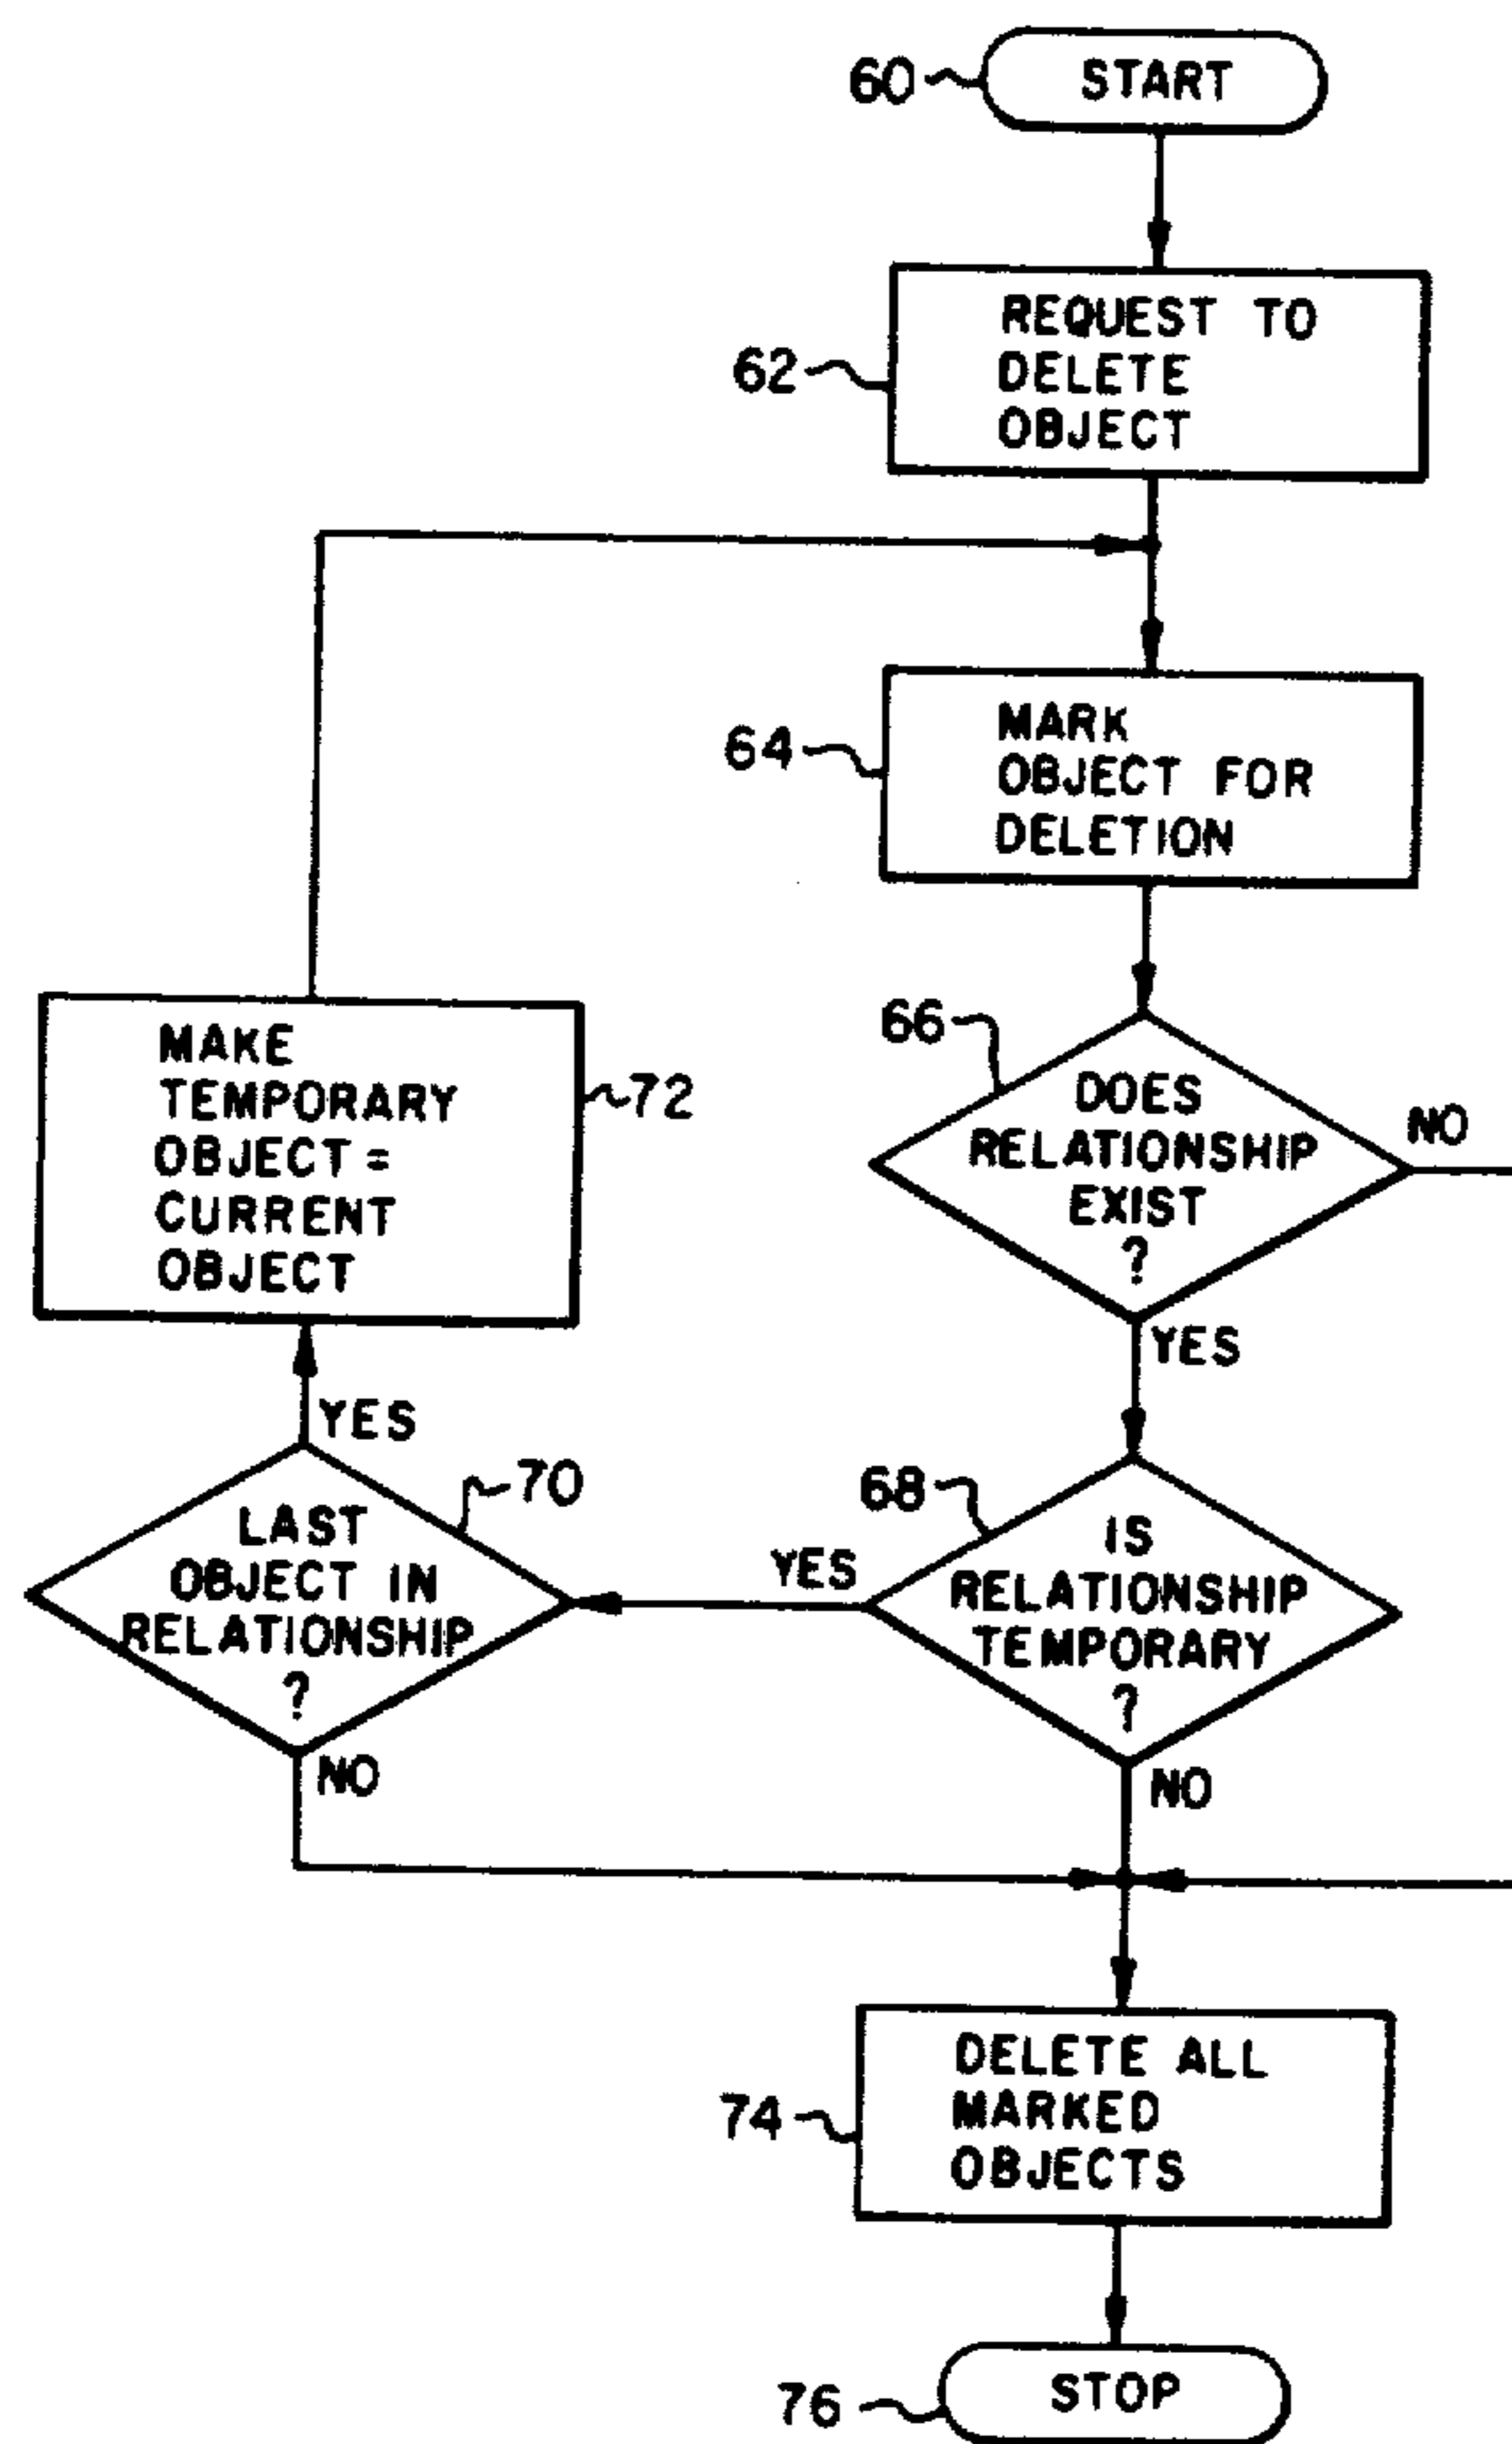 60
START
62
REQUEST TO
DELETE
OBJECT
64
MARK
OBJECT FOR
DELETION
66
DOES
RELATIONSHIP
EXIST
?
NO
YES
MAKE
TEMPORARY
OBJECT =
CURRENT
OBJECT
72
YES
70
LAST
OBJECT IN
RELATIONSHIP
?
NO
68
YES
IS
RELATIONSHIP
TEMPORARY
?
NO
74
DELETE ALL
MARKED
OBJECTS
76
STOP